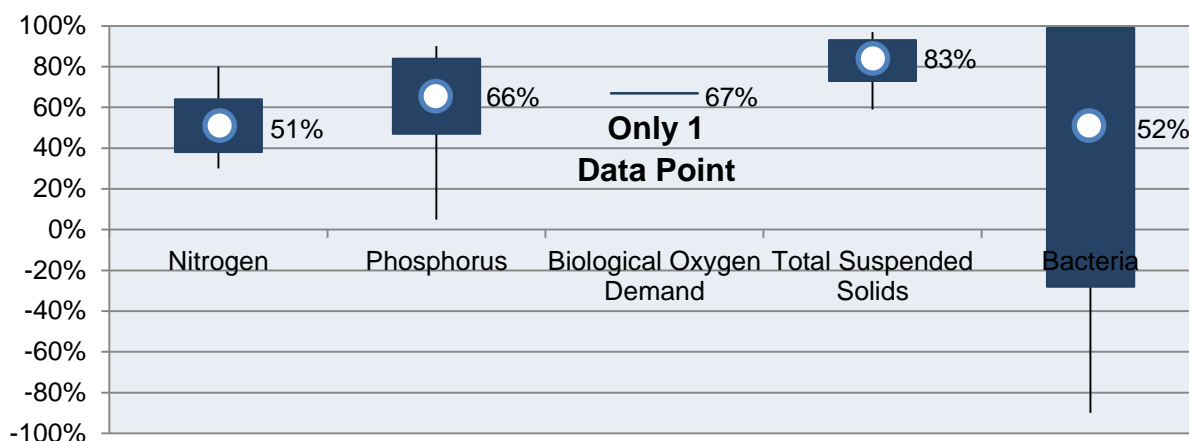 100%
80%
60%
40%
20%
0%
-20%
-40%
-60%
-80%
-100%
51%
66%
67%
83%
52%
Only 1
Data Point
Nitrogen
Phosphorus
Biological Oxygen
Demand
Total Suspended
Solids
Bacteria